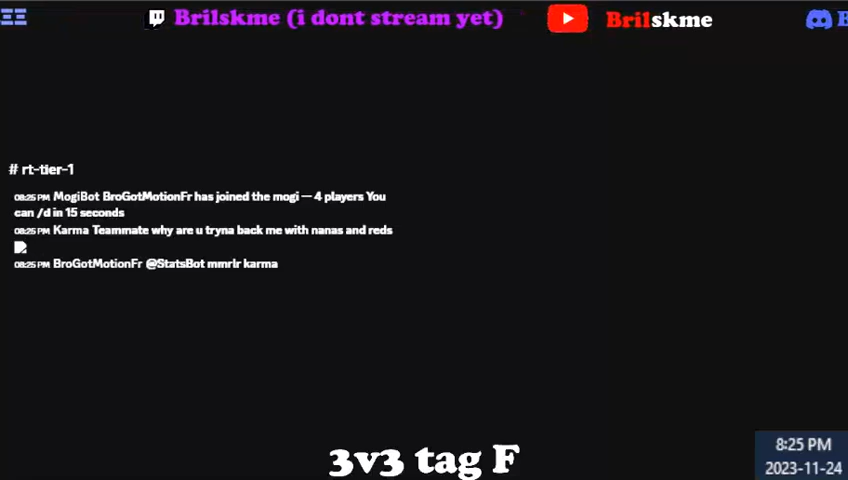 Brilskme (i dont stream yet) Brilskme
# rt-tier-1
08:25 PM MogiBot BroGotMotionFr has joined the mogi — 4 players You
can /d in 15 seconds
08:25 PM Karma Teammate why are u tryna back me with nanas and reds
08:25 PM BroGotMotionFr @StatsBot mmrlr karma
3v3 tag F
8:25 PM
2023-11-24